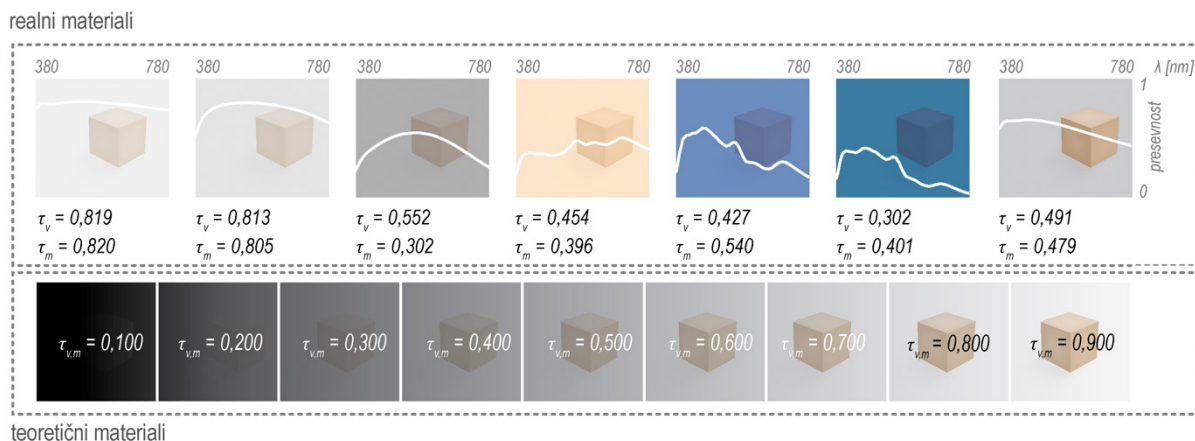 realni materiali
380 780 380 780 380 780 380 780 380 780 380 780 380 780 λ [nm]
1
presevnost
0
τv = 0,819 τv = 0,813 τv = 0,552 τv = 0,454 τv = 0,427 τv = 0,302 τv = 0,491
τm = 0,820 τm = 0,805 τm = 0,302 τm = 0,396 τm = 0,540 τm = 0,401 τm = 0,479
τv,m = 0,100 τv,m = 0,200 τv,m = 0,300 τv,m = 0,400 τv,m = 0,500 τv,m = 0,600 τv,m = 0,700 τv,m = 0,800 τv,m = 0,900
teoretični materiali